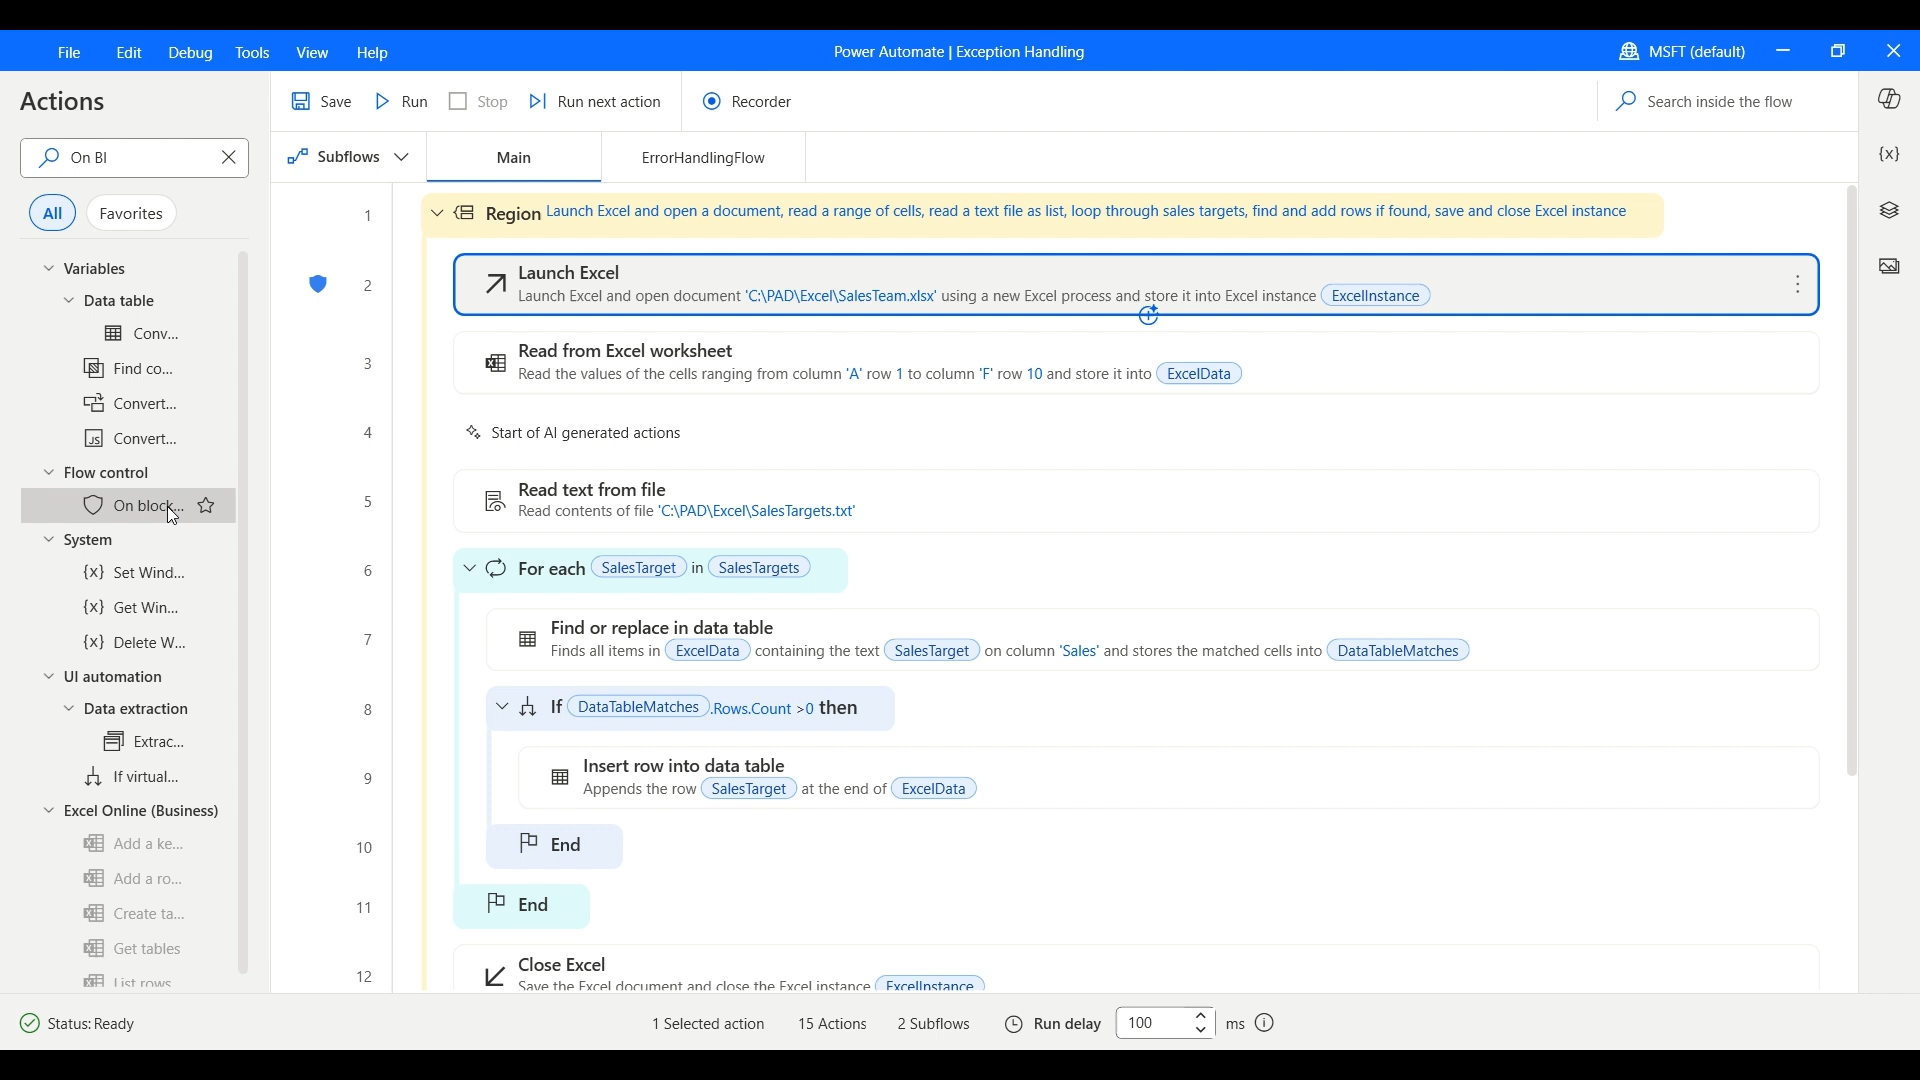 File Edit Debug Tools View Help
Power Automate | Exception Handling
MSFT (default)
Actions
Save Run Stop Run next action Recorder
Search inside the flow
On Bl
Subflows
Main
ErrorHandlingFlow
All
Favorites
Variables
Data table
Conv...
Find co...
Convert...
Convert...
Flow control
On block...
System
Set Wind...
Get Win...
Delete W...
UI automation
Data extraction
Extrac...
If virtual...
Excel Online (Business)
Add a ke...
Add a ro...
Create ta...
Get tables
List rows
1
Region Launch Excel and open a document, read a range of cells, read a text file as list, loop through sales targets, find and add rows if found, save and close Excel instance
2
Launch Excel
Launch Excel and open document 'C:\PAD\Excel\SalesTeam.xlsx' using a new Excel process and store it into Excel instance ExcelInstance
3
Read from Excel worksheet
Read the values of the cells ranging from column 'A' row 1 to column 'F' row 10 and store it into ExcelData
4
Start of AI generated actions
5
Read text from file
Read contents of file 'C:\PAD\Excel\SalesTargets.txt'
6
For each SalesTarget in SalesTargets
7
Find or replace in data table
Finds all items in ExcelData containing the text SalesTarget on column 'Sales' and stores the matched cells into DataTableMatches
8
If DataTableMatches .Rows.Count >0 then
9
Insert row into data table
Appends the row SalesTarget at the end of ExcelData
10
End
11
End
12
Close Excel
Save the Excel document and close the Excel instance ExcelInstance
{x}
Status: Ready
1 Selected action
15 Actions
2 Subflows
Run delay
100
ms